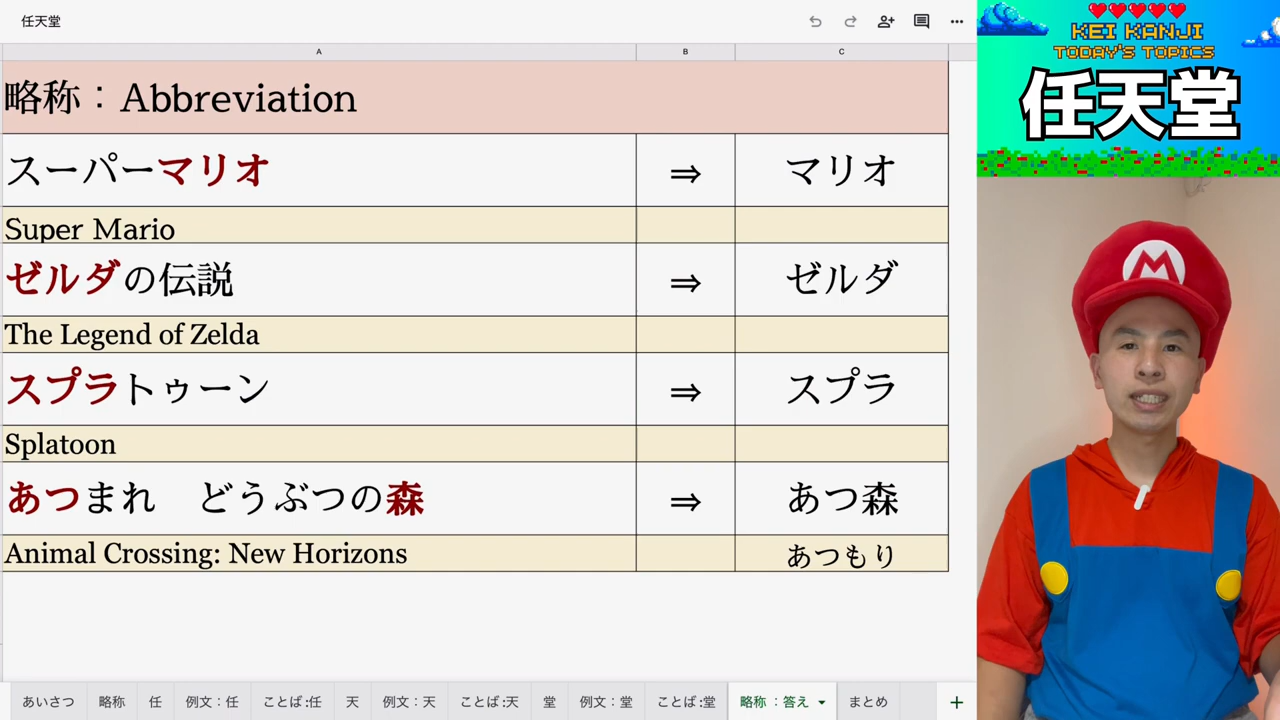 任天堂
A B C
略称：Abbreviation
スーパーマリオ ⇒ マリオ
Super Mario
ゼルダの伝説 ⇒ ゼルダ
The Legend of Zelda
スプラトゥーン ⇒ スプラ
Splatoon
あつまれ　どうぶつの森 ⇒ あつ森
Animal Crossing: New Horizons あつもり
あいさつ 略称 任 例文：任 ことば:任 天 例文：天 ことば:天 堂 例文：堂 ことば:堂 略称 ：答え まとめ
KEI KANJI
TODAY'S TOPICS
任天堂
M